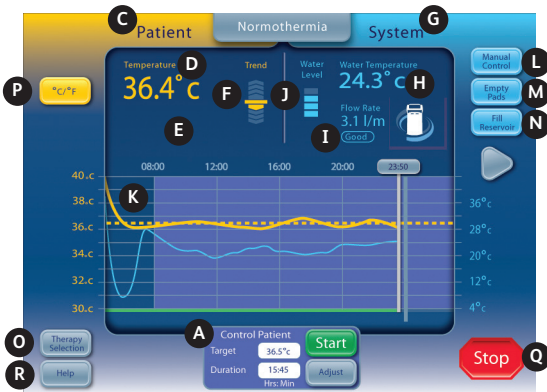 C
Patient
Normothermia
G
System
Temperature
D
36.4°c
Trend
F
E
Water
Level
J
Water Temperature
24.3°c
H
Flow Rate
3.1 l/m
Good
I
P
°C/°F
Manual
Control
L
Empty
Pads
M
Fill
Reservoir
N
08:00
12:00
16:00
20:00
23:50
K
40.c
38.c
36.c
34.c
32.c
30.c
36°c
28°c
20°c
12°c
4°c
A
Control Patient
Target
36.5°c
Duration
15:45
Hrs: Min
Start
Adjust
O
Therapy
Selection
R
Help
Stop
Q